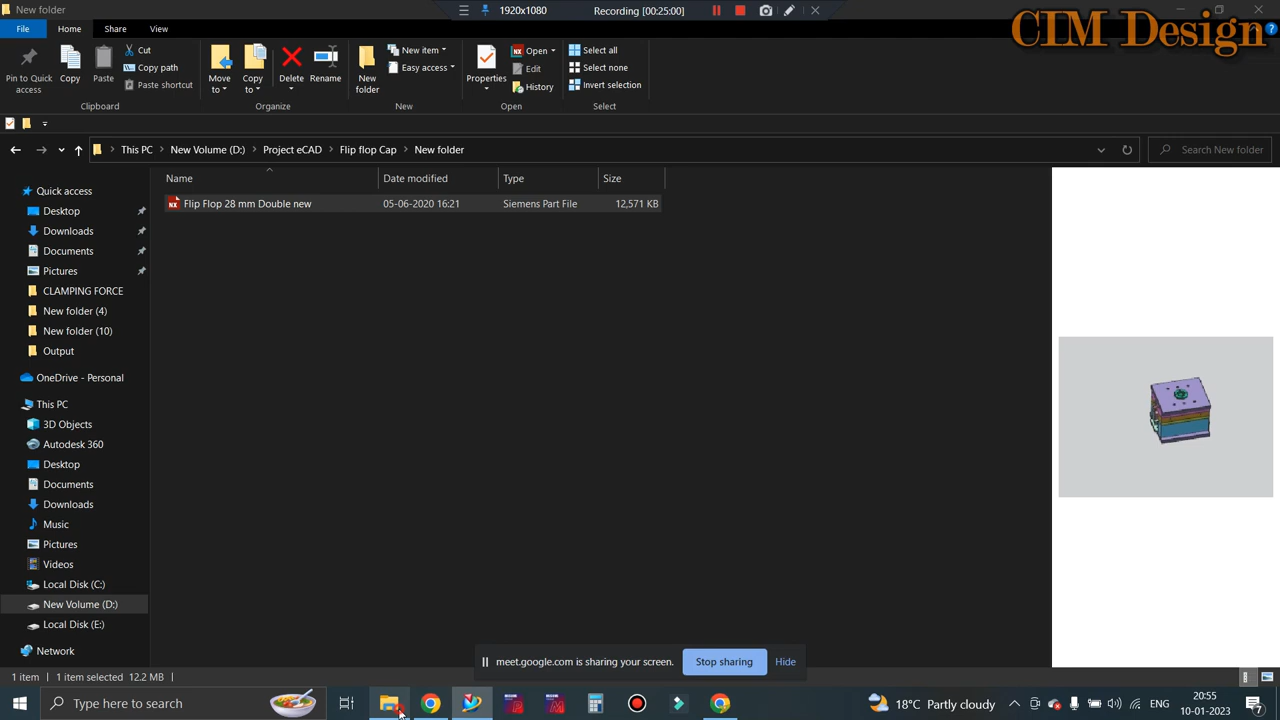 New folder
1920x1080 Recording [00:25:00]
CIM Design
File Home Share View
Pin to Quick access
Copy
Paste
Cut
Copy path
Paste shortcut
Move to
Copy to
Delete
Rename
New folder
New item
Easy access
Properties
Open
Edit
History
Select all
Select none
Invert selection
Clipboard Organize New Open Select
This PC > New Volume (D:) > Project eCAD > Flip flop Cap > New folder
Search New folder
Name Date modified Type Size
Flip Flop 28 mm Double new 05-06-2020 16:21 Siemens Part File 12,571 KB
Quick access
Desktop
Downloads
Documents
Pictures
CLAMPING FORCE
New folder (4)
New folder (10)
Output
OneDrive - Personal
This PC
3D Objects
Autodesk 360
Desktop
Documents
Downloads
Music
Pictures
Videos
Local Disk (C:)
New Volume (D:)
Local Disk (E:)
Network
meet.google.com is sharing your screen. Stop sharing Hide
1 item 1 item selected 12.2 MB
Type here to search
18°C Partly cloudy
ENG
20:55
10-01-2023
7